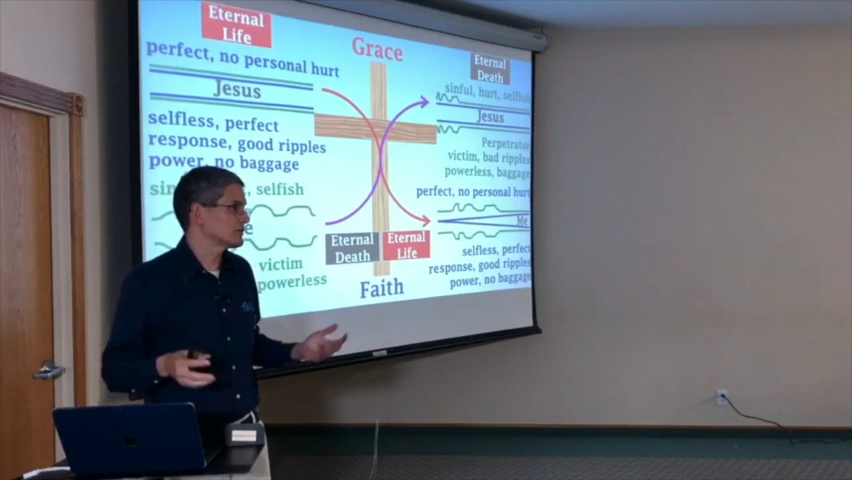 Eternal
Life
perfect, no personal hurt
Jesus
selfless, perfect
response, good ripples
power, no baggage
selfish
victim
powerless
Grace
Eternal
Death
Eternal
Life
Faith
Eternal
Death
sinful, hurt, selfish
Jesus
Perpetrator
victim, bad ripples
powerless, baggage
perfect, no personal hurt
Me
selfless, perfect
response, good ripples
power, no baggage